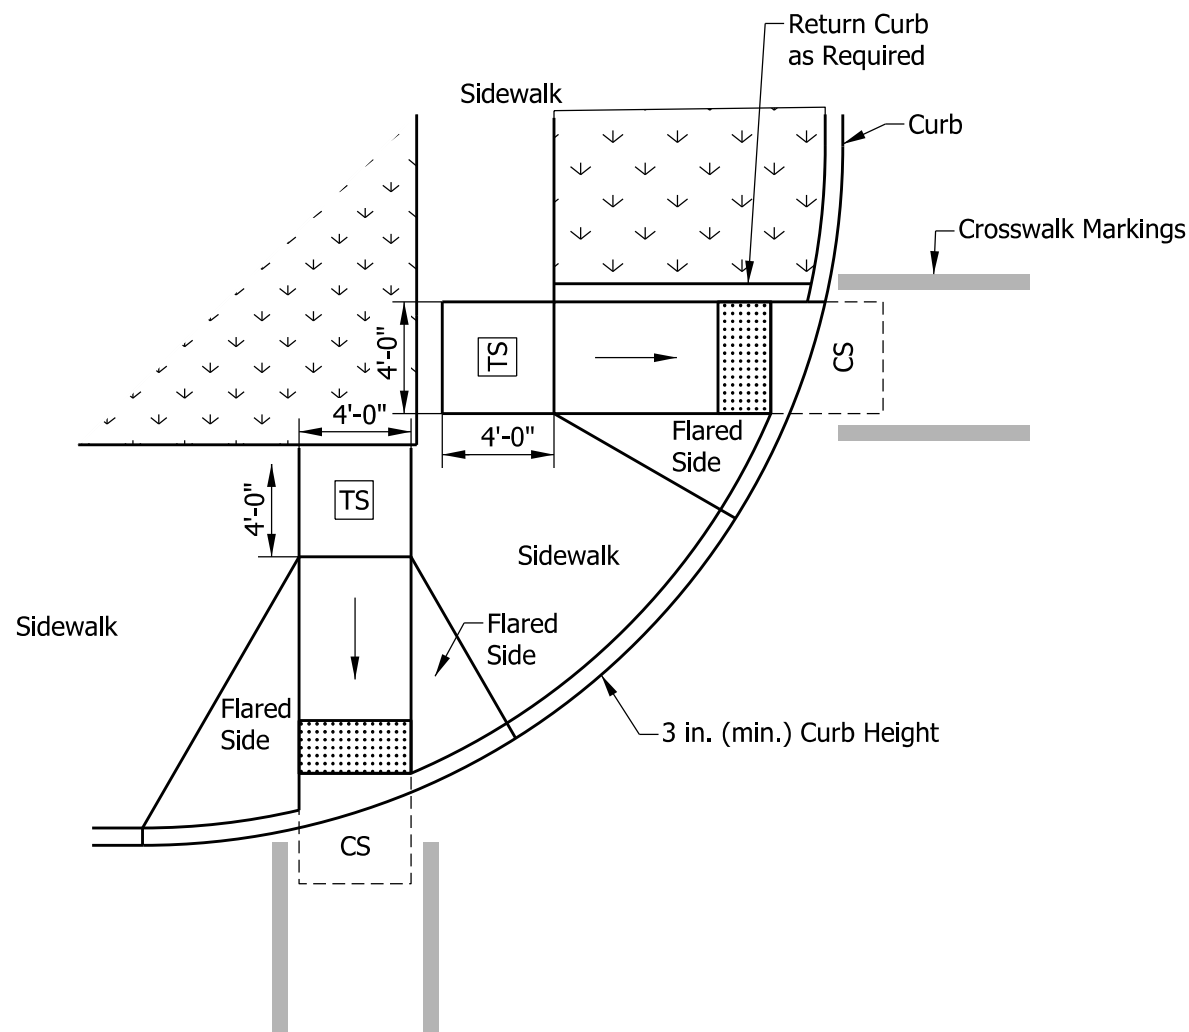 Return Curb
as Required
Sidewalk
Curb
Crosswalk Markings
4'-0"
TS
CS
4'-0"
4'-0"
Flared
Side
4'-0"
TS
Sidewalk
Sidewalk
Flared
Side
Flared
Side
3 in. (min.) Curb Height
CS